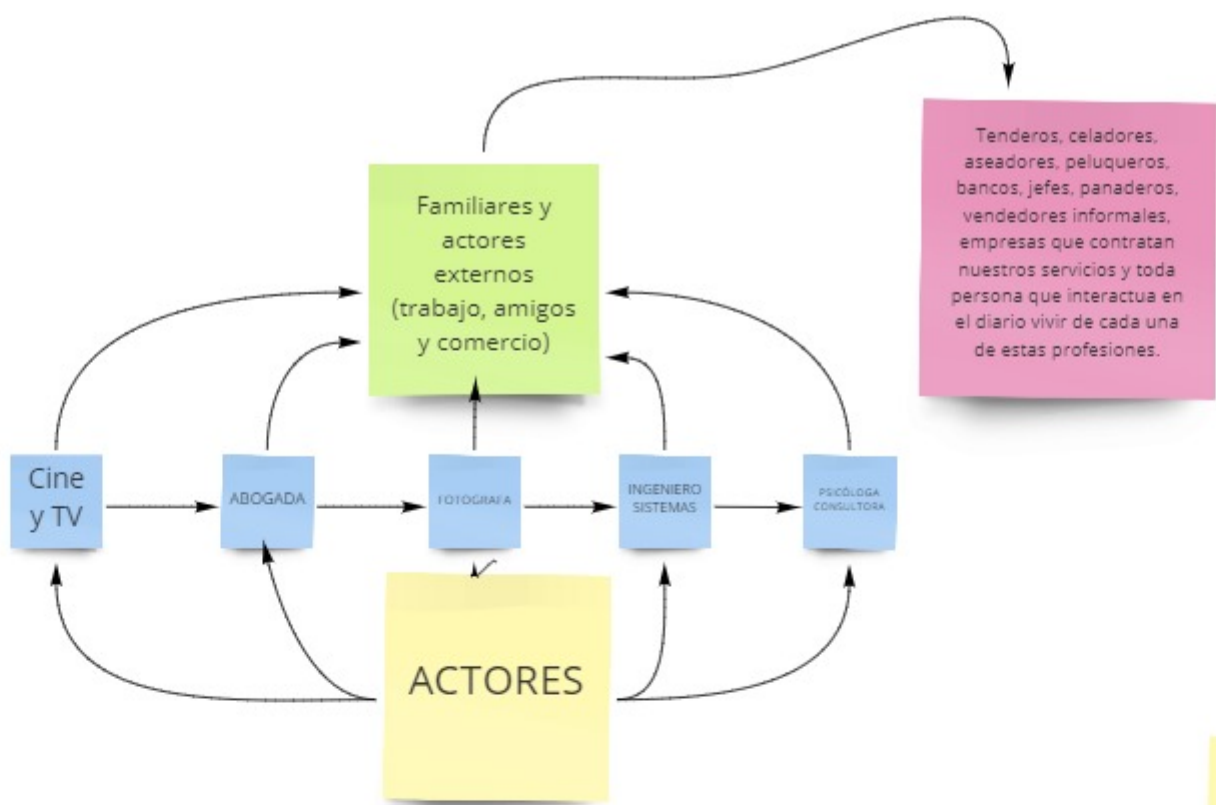 Tenderos, celadores,
aseadores, peluqueros,
bancos, jefes, panaderos,
vendedores informales,
empresas que contratan
nuestros servicios y toda
persona que interactua en
el diario vivir de cada una
de estas profesiones.
Familiares y
actores
externos
(trabajo, amigos
y comercio)
Cine
y TV
ABOGADA
FOTOGRAFA
INGENIERO
SISTEMAS
PSICÓLOGA
CONSULTORA
ACTORES